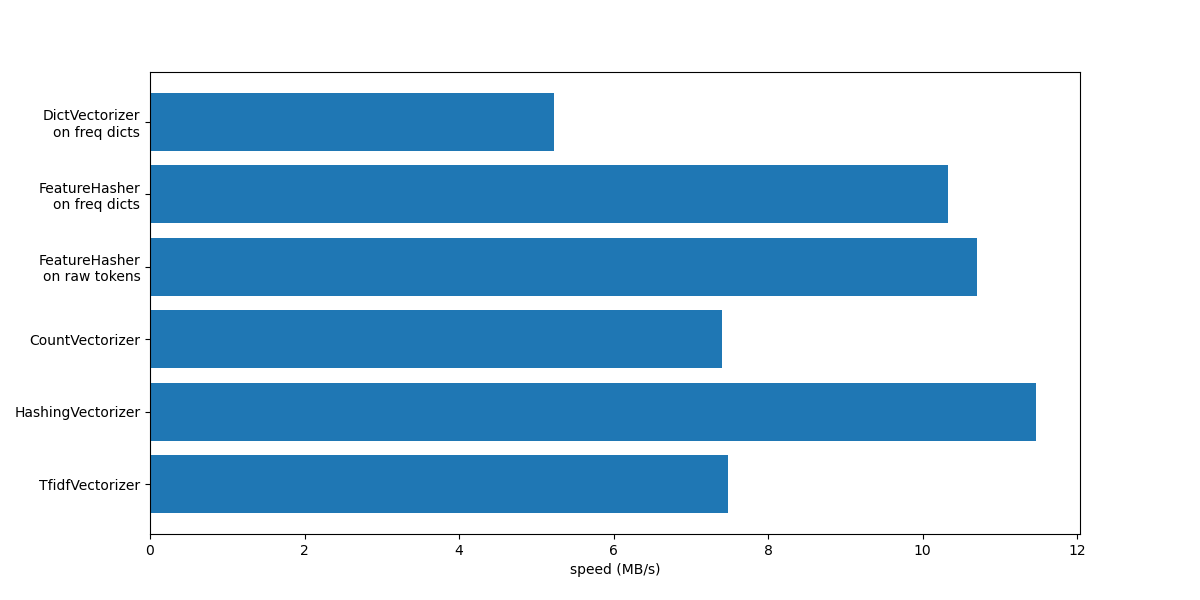 DictVectorizer
on freq dicts
FeatureHasher
on freq dicts
FeatureHasher
on raw tokens
CountVectorizer
HashingVectorizer
TfidfVectorizer
0 2 4 6 8 10 12
speed (MB/s)